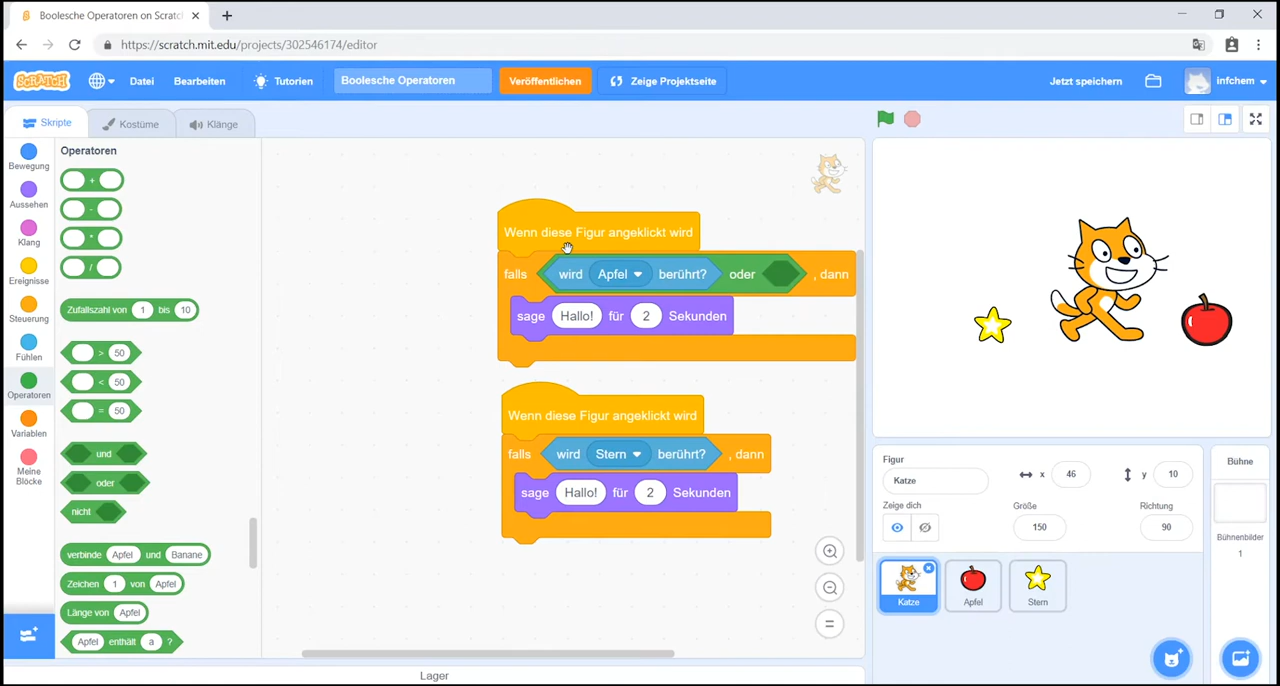 Boolesche Operatoren on Scratc
https://scratch.mit.edu/projects/302546174/editor
SCRATCH
Datei
Bearbeiten
Tutorien
Boolesche Operatoren
Veröffentlichen
Zeige Projektseite
Jetzt speichern
infchem
Skripte
Kostüme
Klänge
Bewegung
Aussehen
Klang
Ereignisse
Steuerung
Fühlen
Operatoren
Variablen
Meine
Blöcke
Operatoren
+
-
*
/
Zufallszahl von 1 bis 10
> 50
< 50
= 50
und
oder
nicht
verbinde Apfel und Banane
Zeichen 1 von Apfel
Länge von Apfel
Apfel enthält a ?
Wenn diese Figur angeklickt wird
falls wird Apfel berührt? oder , dann
sage Hallo! für 2 Sekunden
Wenn diese Figur angeklickt wird
falls wird Stern berührt? , dann
sage Hallo! für 2 Sekunden
Lager
Figur
Katze
x 46
y 10
Zeige dich
Größe
150
Richtung
90
Katze
Apfel
Stern
Bühne
Bühnenbilder
1